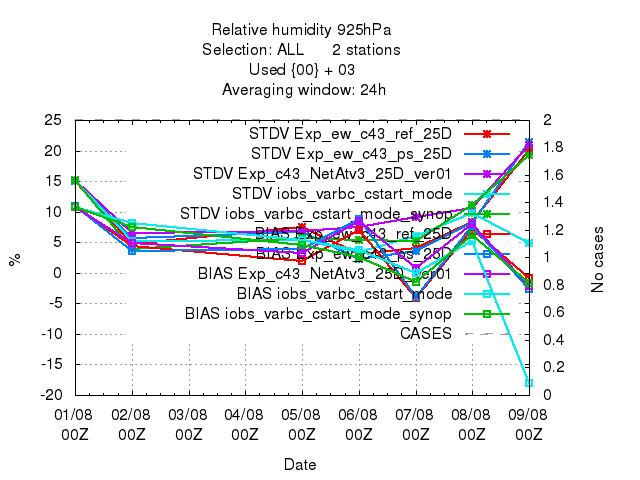 Relative humidity 925hPa
Selection: ALL 2 stations
Used {00} + 03
Averaging window: 24h
25
20
15
10
5
0
-5
-10
-15
-20
%
2
1.8
1.6
1.4
1.2
1
0.8
0.6
0.4
0.2
0
No cases
STDV Exp_ew_c43_ref_25D
STDV Exp_ew_c43_ps_25D
STDV Exp_c43_NetAtv3_25D_ver01
STDV iobs_varbc_cstart_mode
STDV iobs_varbc_cstart_mode_synop
BIAS Exp_ew_c43_ref_25D
BIAS Exp_ew_c43_ps_25D
BIAS Exp_c43_NetAtv3_25D_ver01
BIAS iobs_varbc_cstart_mode
BIAS iobs_varbc_cstart_mode_synop
CASES
01/08 02/08 03/08 04/08 05/08 06/08 07/08 08/08 09/08
00Z 00Z 00Z 00Z 00Z 00Z 00Z 00Z 00Z
Date